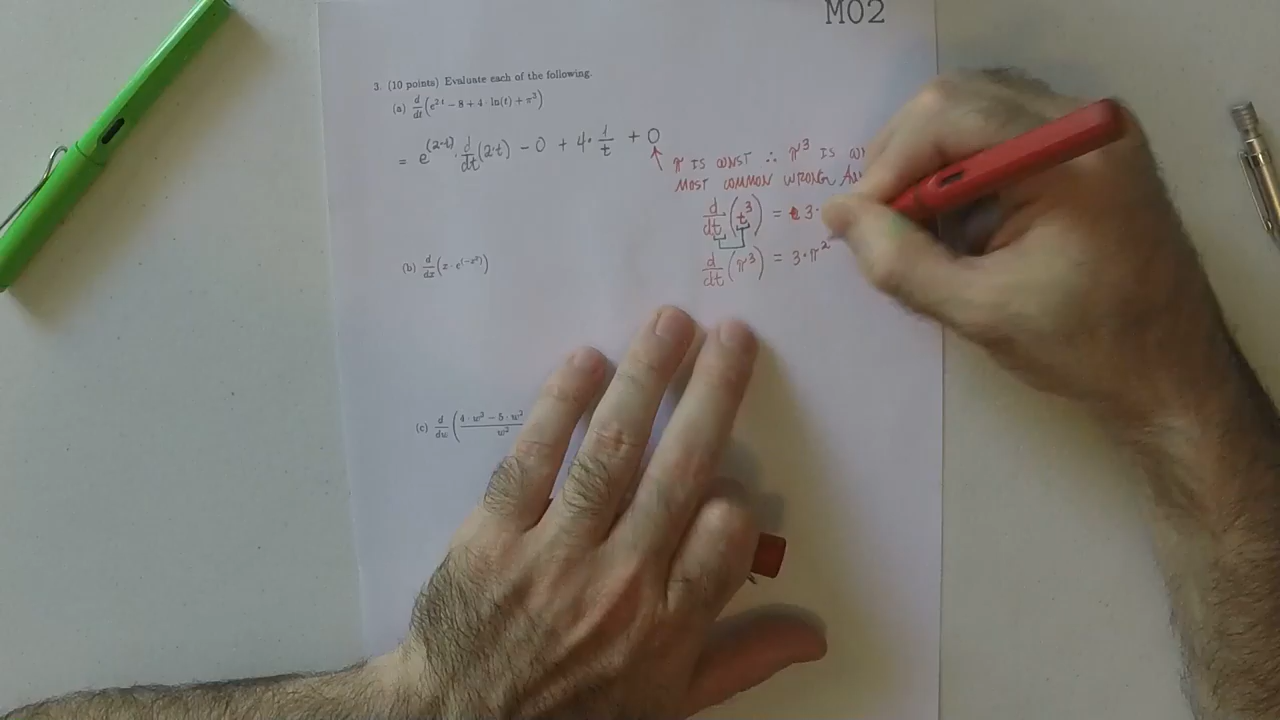 M02
3. (10 points) Evaluate each of the following.
(a) d/dt(e^{2·t} − 8 + 4 · ln(t) + π^3)
= e^{(2·t)} · d/dt(2·t) − 0 + 4 · 1/t + 0
π IS CONST ∴ π^3 IS
MOST COMMON WRONG
d/dt(t^3) = 3·
d/dt(π^3) = 3·π^2
(b) d/dz(z · e^{(−z^2)})
(c) d/dw(4 · w^3 − 5 · w^2 / w^2